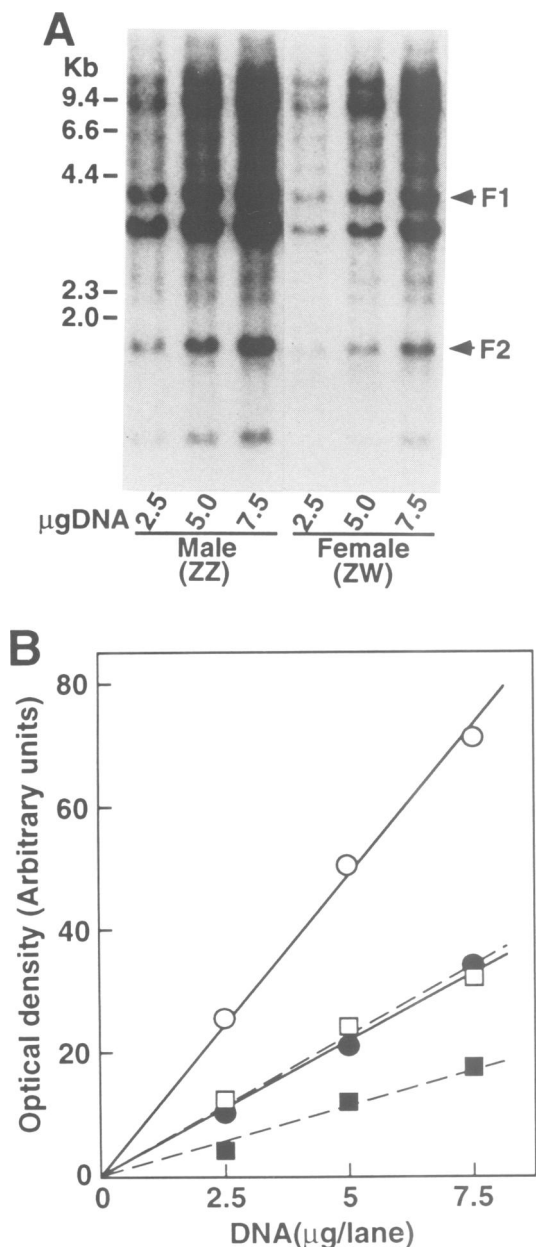 A
Kb
9.4
6.6
4.4
2.3
2.0
F1
F2
µgDNA 2.5 5.0 7.5 2.5 5.0 7.5
Male Female
(ZZ) (ZW)
B
Optical density (Arbitrary units)
80
60
40
20
0
0 2.5 5 7.5
DNA(µg/lane)